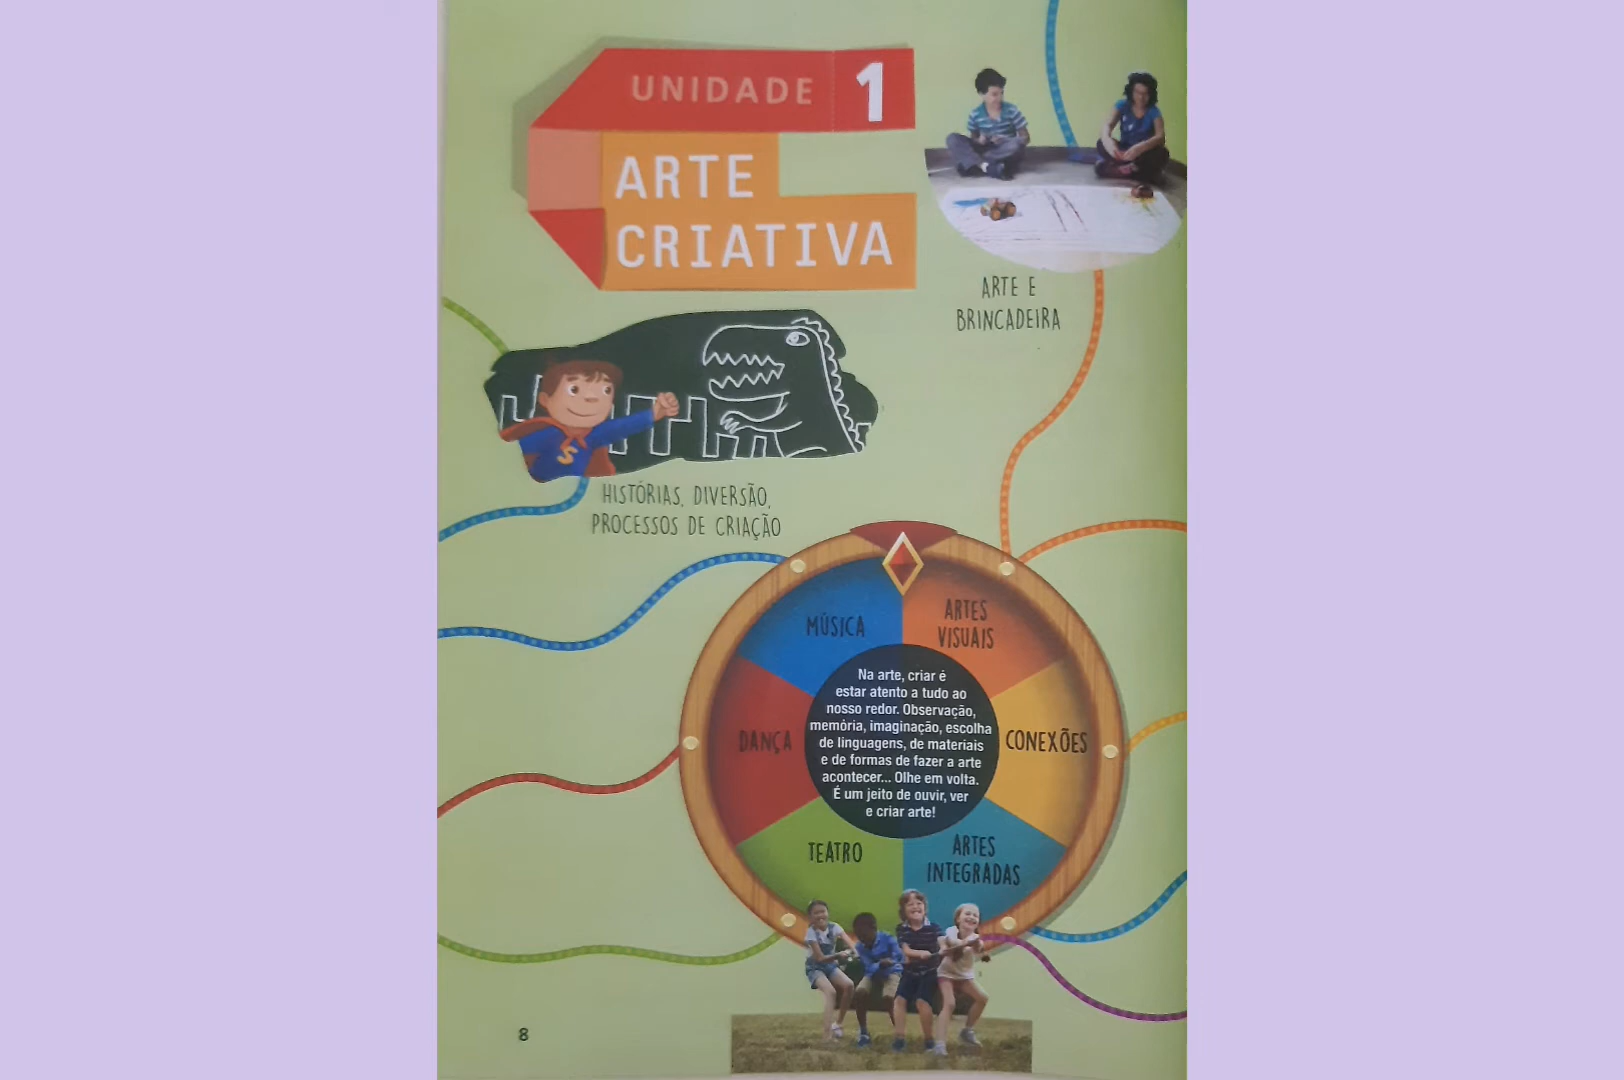 UNIDADE 1
ARTE
CRIATIVA
ARTE E
BRINCADEIRA
S
HISTÓRIAS, DIVERSÃO,
PROCESSOS DE CRIAÇÃO
MÚSICA
ARTES
VISUAIS
Na arte, criar é
estar atento a tudo ao
nosso redor. Observação,
memória, imaginação, escolha
de linguagens, de materiais
e de formas de fazer a arte
acontecer... Olhe em volta.
É um jeito de ouvir, ver
e criar arte!
DANÇA
CONEXÕES
TEATRO
ARTES
INTEGRADAS
8